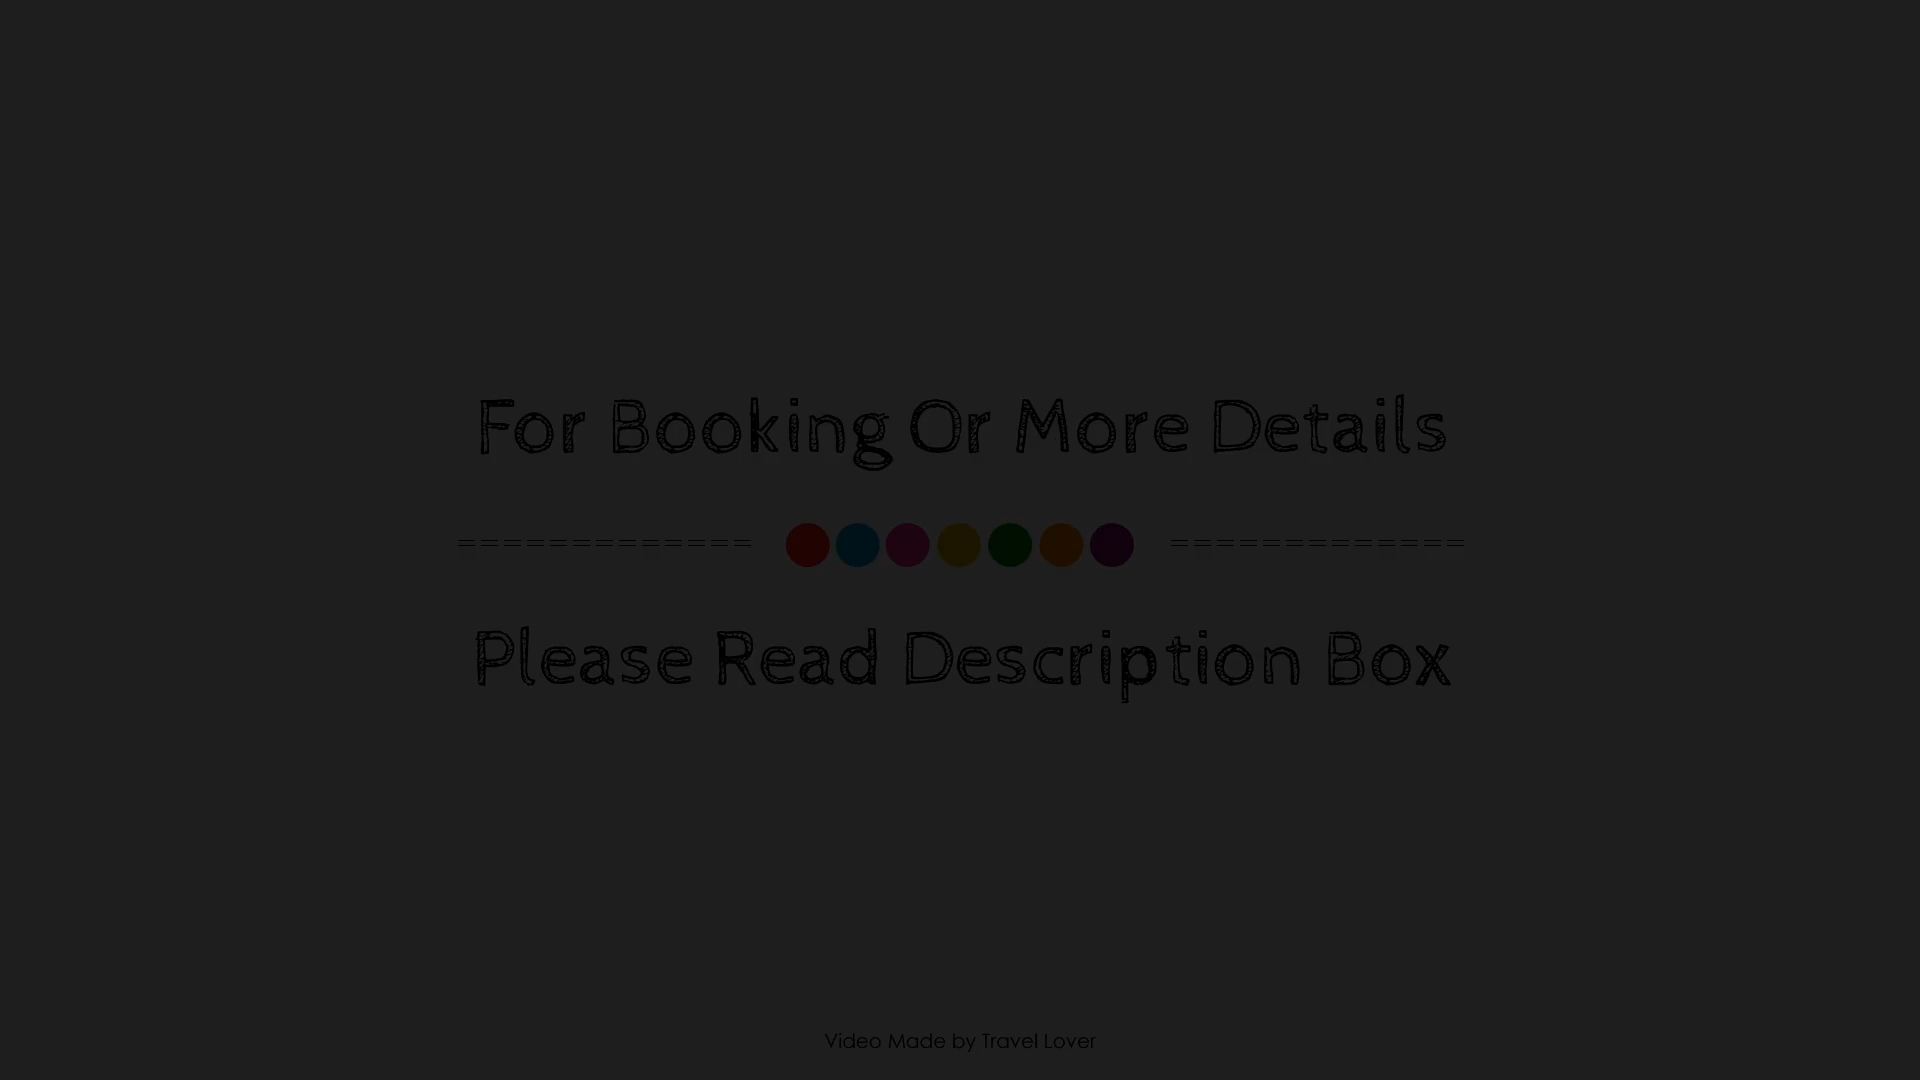 For Booking Or More Details
============= =============
Please Read Description Box
Video Made by Travel Lover